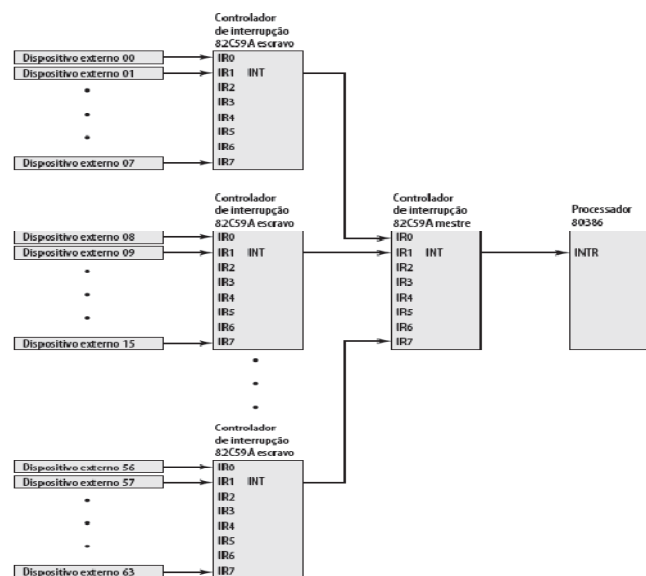 Controlador
de interrupção
82C59A escravo
Dispositivo externo 00
Dispositivo externo 01
Dispositivo externo 07
IR0
IR1 INT
IR2
IR3
IR4
IR5
IR6
IR7
Controlador
de interrupção
82C59A escravo
Dispositivo externo 08
Dispositivo externo 09
Dispositivo externo 15
IR0
IR1 INT
IR2
IR3
IR4
IR5
IR6
IR7
Controlador
de interrupção
82C59A mestre
IR0
IR1 INT
IR2
IR3
IR4
IR5
IR6
IR7
Processador
80386
INTR
Controlador
de interrupção
82C59A escravo
Dispositivo externo 56
Dispositivo externo 57
Dispositivo externo 63
IR0
IR1 INT
IR2
IR3
IR4
IR5
IR6
IR7